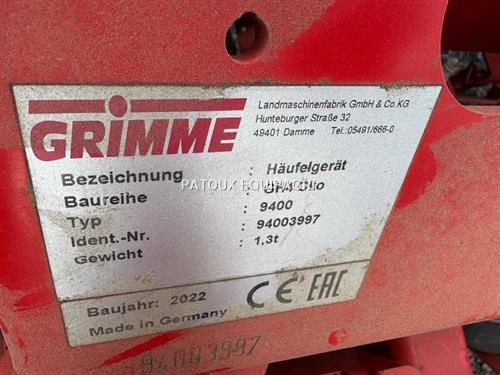 GRIMME
Landmaschinenfabrik GmbH & Co.KG
Hunteburger Straße 32
49401 Damme Tel.:05491/666-0
Bezeichnung : Häufelgerät
Baureihe :
Typ : 9400
Ident.-Nr. : 94003997
Gewicht : 1,3t
PATOUX EQUIPMENT
Baujahr: 2022
Made in Germany
CE EAC
94003997